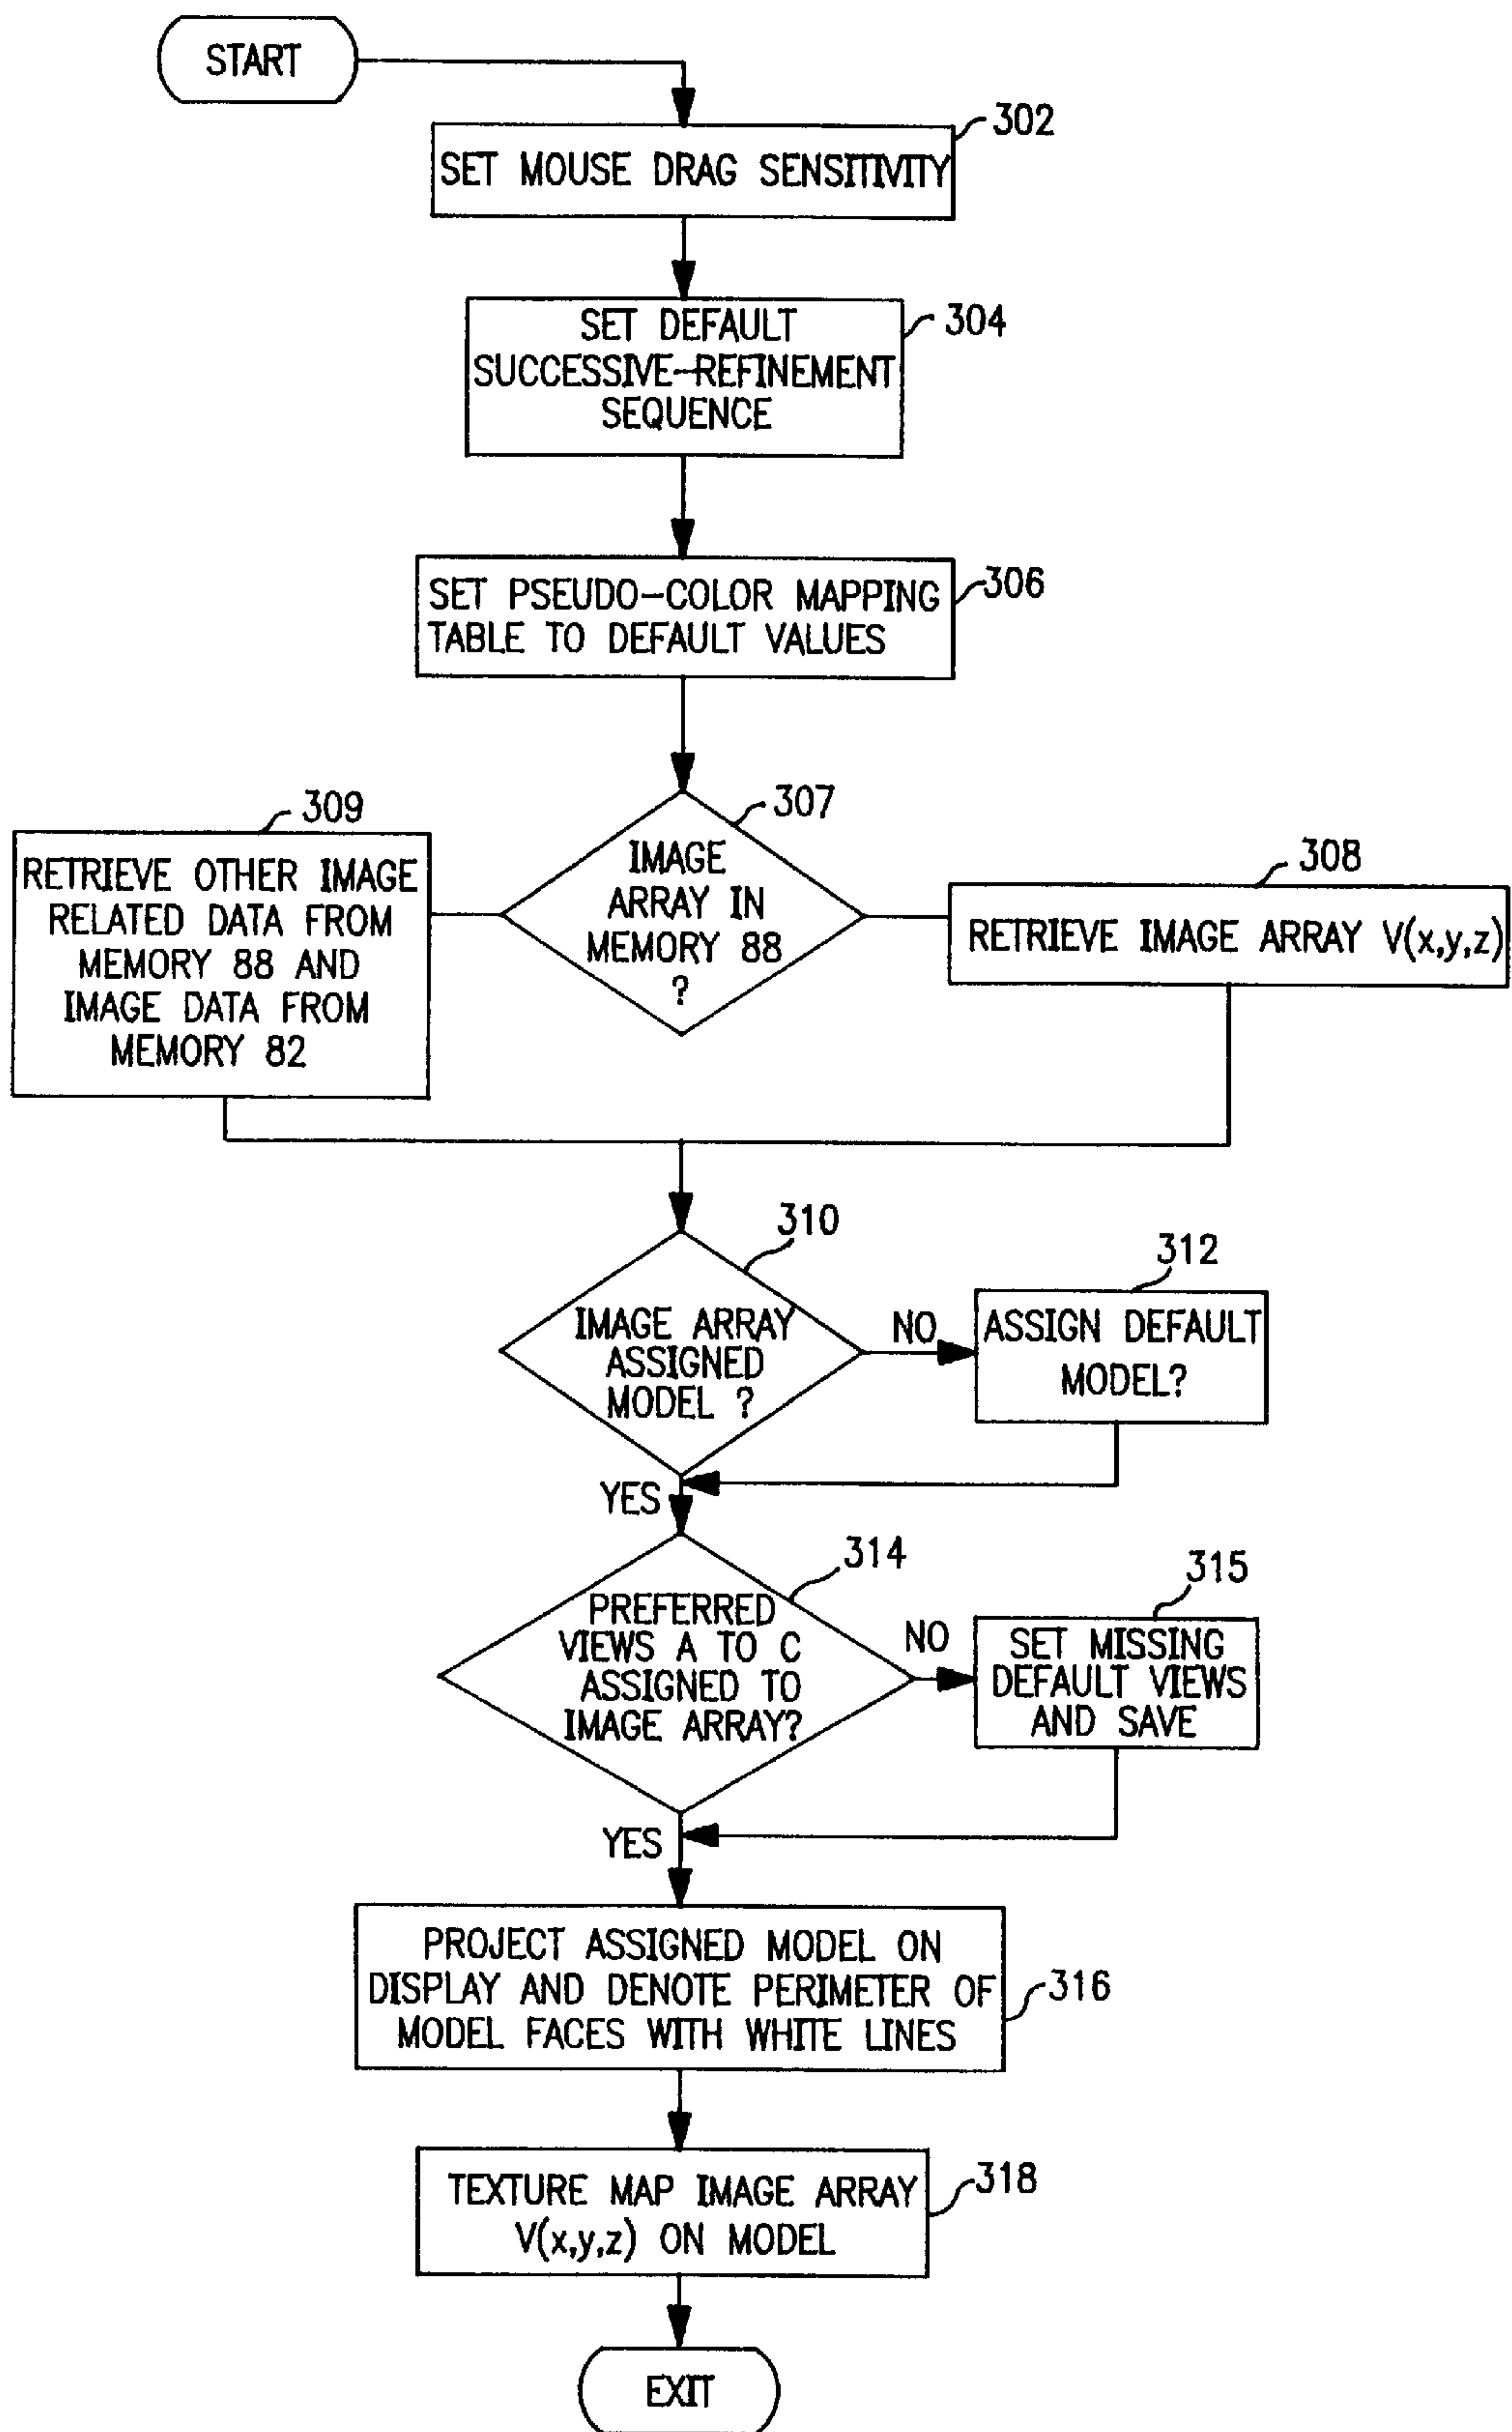 START
302
SET MOUSE DRAG SENSITIVITY
304
SET DEFAULT
SUCCESSIVE-REFINEMENT
SEQUENCE
306
SET PSEUDO-COLOR MAPPING
TABLE TO DEFAULT VALUES
307
IMAGE
ARRAY IN
MEMORY 88
?
309
RETRIEVE OTHER IMAGE
RELATED DATA FROM
MEMORY 88 AND
IMAGE DATA FROM
MEMORY 82
308
RETRIEVE IMAGE ARRAY V(x,y,z)
310
IMAGE ARRAY
ASSIGNED
MODEL ?
NO
312
ASSIGN DEFAULT
MODEL?
YES
314
PREFERRED
VIEWS A TO C
ASSIGNED TO
IMAGE ARRAY?
NO
315
SET MISSING
DEFAULT VIEWS
AND SAVE
YES
PROJECT ASSIGNED MODEL ON
DISPLAY AND DENOTE PERIMETER OF
MODEL FACES WITH WHITE LINES
316
TEXTURE MAP IMAGE ARRAY
V(x,y,z) ON MODEL
318
EXIT